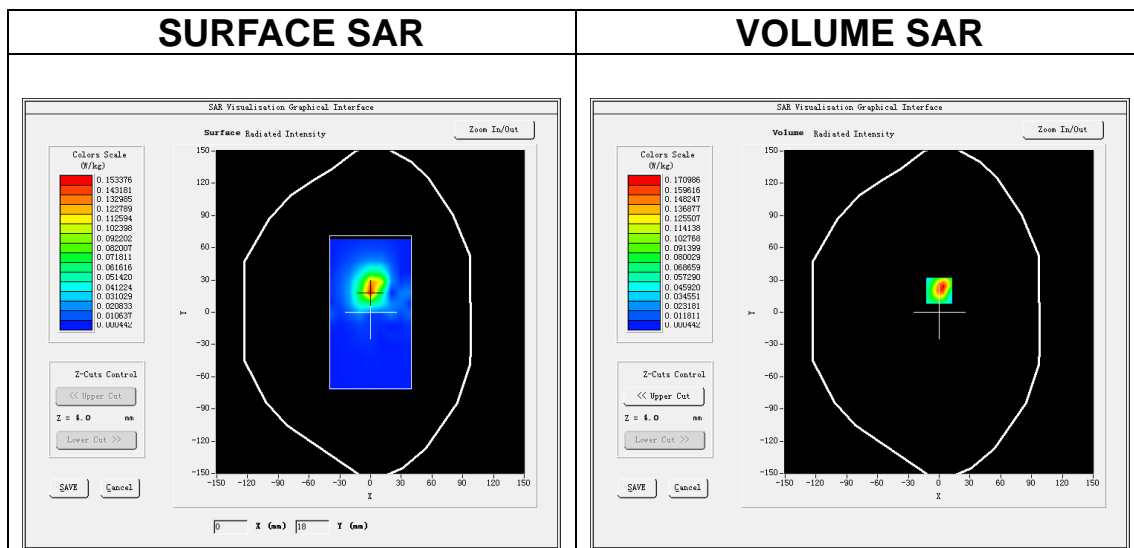 SURFACE SAR
VOLUME SAR
SAR Visualisation Graphical Interface
Surface Radiated Intensity
Zoom In/Out
Colors Scale
(W/kg)
0.153376
0.143181
0.132985
0.122789
0.112594
0.102398
0.092202
0.082007
0.071811
0.061616
0.051420
0.041224
0.031029
0.020833
0.010637
0.000442
Z-Cuts Control
<< Upper Cut
Z = 4.0 mm
Lower Cut >>
SAVE
Cancel
150
120
90
60
30
0
-30
-60
-90
-120
-150
Y
-150 -120 -90 -60 -30 0 30 60 90 120 150
X
0 X (mm) 18 Y (mm)
SAR Visualisation Graphical Interface
Volume Radiated Intensity
Zoom In/Out
Colors Scale
(W/kg)
0.170986
0.159616
0.148247
0.136877
0.125507
0.114138
0.102768
0.091399
0.080029
0.068659
0.057290
0.045920
0.034551
0.023181
0.011811
0.000442
Z-Cuts Control
<< Upper Cut
Z = 4.0 mm
Lower Cut >>
SAVE
Cancel
150
120
90
60
30
0
-30
-60
-90
-120
-150
Y
-150 -120 -90 -60 -30 0 30 60 90 120 150
X